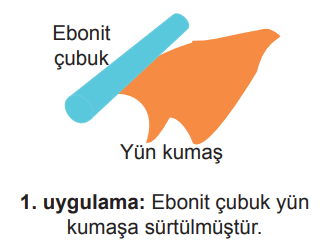 Ebonit
çubuk
Yün kumaş
1. uygulama: Ebonit çubuk yün
kumaşa sürtülmüştür.